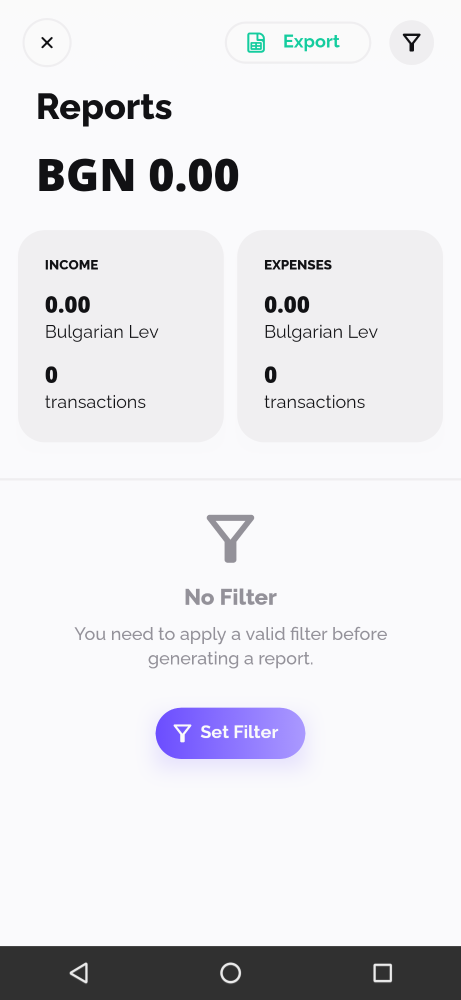 Export
Reports
BGN 0.00
INCOME
0.00
Bulgarian Lev
0
transactions
EXPENSES
0.00
Bulgarian Lev
0
transactions
No Filter
You need to apply a valid filter before
generating a report.
Set Filter